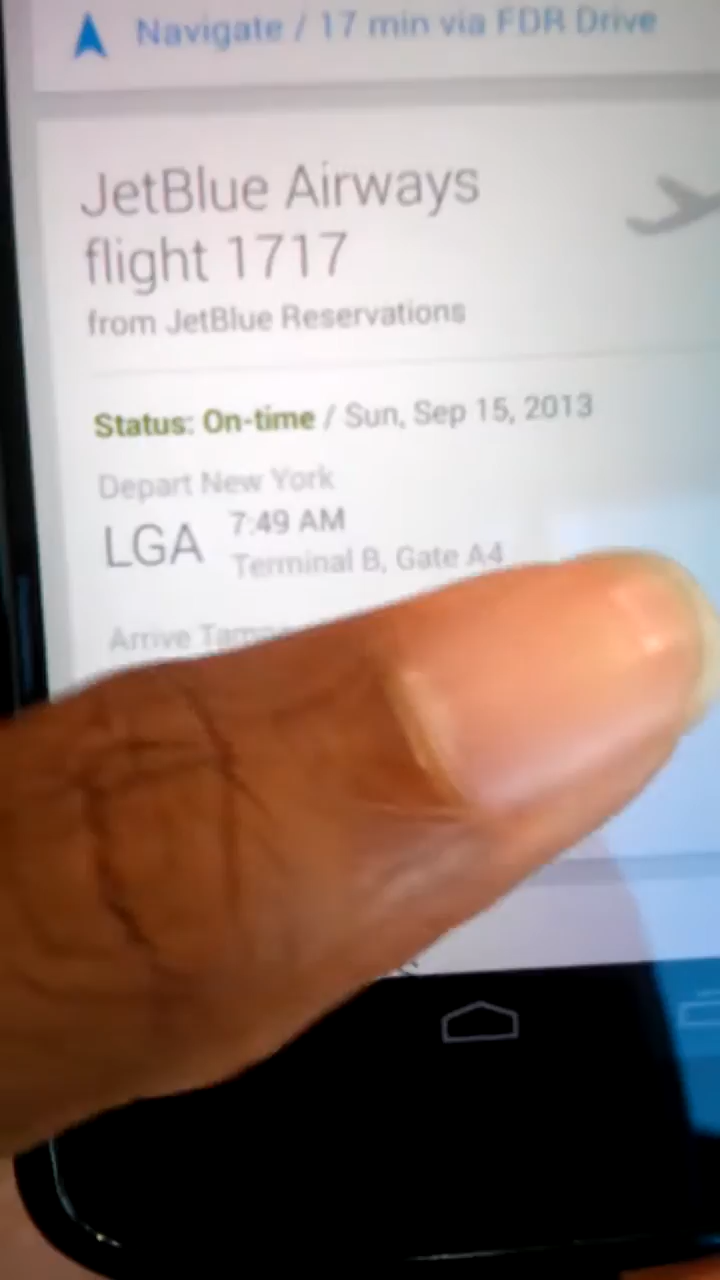 Navigate / 17 min via FDR Drive
JetBlue Airways
flight 1717
from JetBlue Reservations
Status: On-time / Sun, Sep 15, 2013
Depart New York
LGA
7:49 AM
Terminal B, Gate A4
Arrive